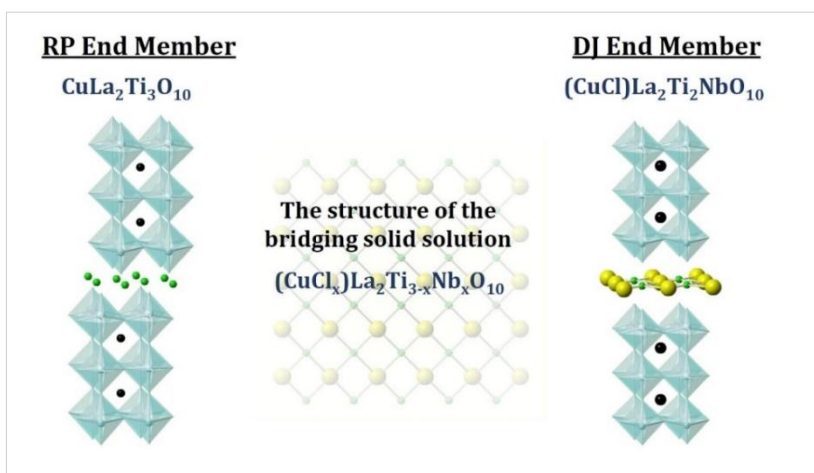 RP End Member
CuLa₂Ti₃O₁₀
The structure of the
bridging solid solution
(CuClₓ)La₂Ti₃₋ₓNbₓO₁₀
DJ End Member
(CuCl)La₂Ti₂NbO₁₀